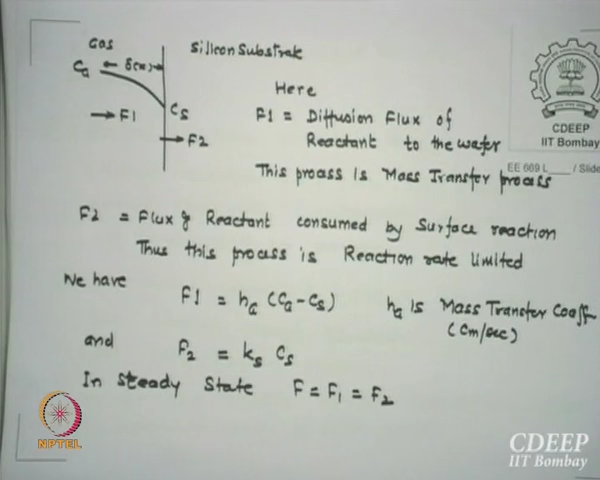 Gas
Silicon Substrate
CG
δ(x)
CS
F1
F2
Here
F1 = Diffusion Flux of
Reactant to the wafer
This process is Mass Transfer process
F2 = Flux of Reactant consumed by Surface reaction
Thus this process is Reaction rate limited
We have
F1 = hG (CG - CS)
hG is Mass Transfer Coeff
(Cm/sec)
and
F2 = ks Cs
In Steady State F = F1 = F2
CDEEP
IIT Bombay
EE 669 L___ / Slide
NPTEL
CDEEP
IIT Bombay